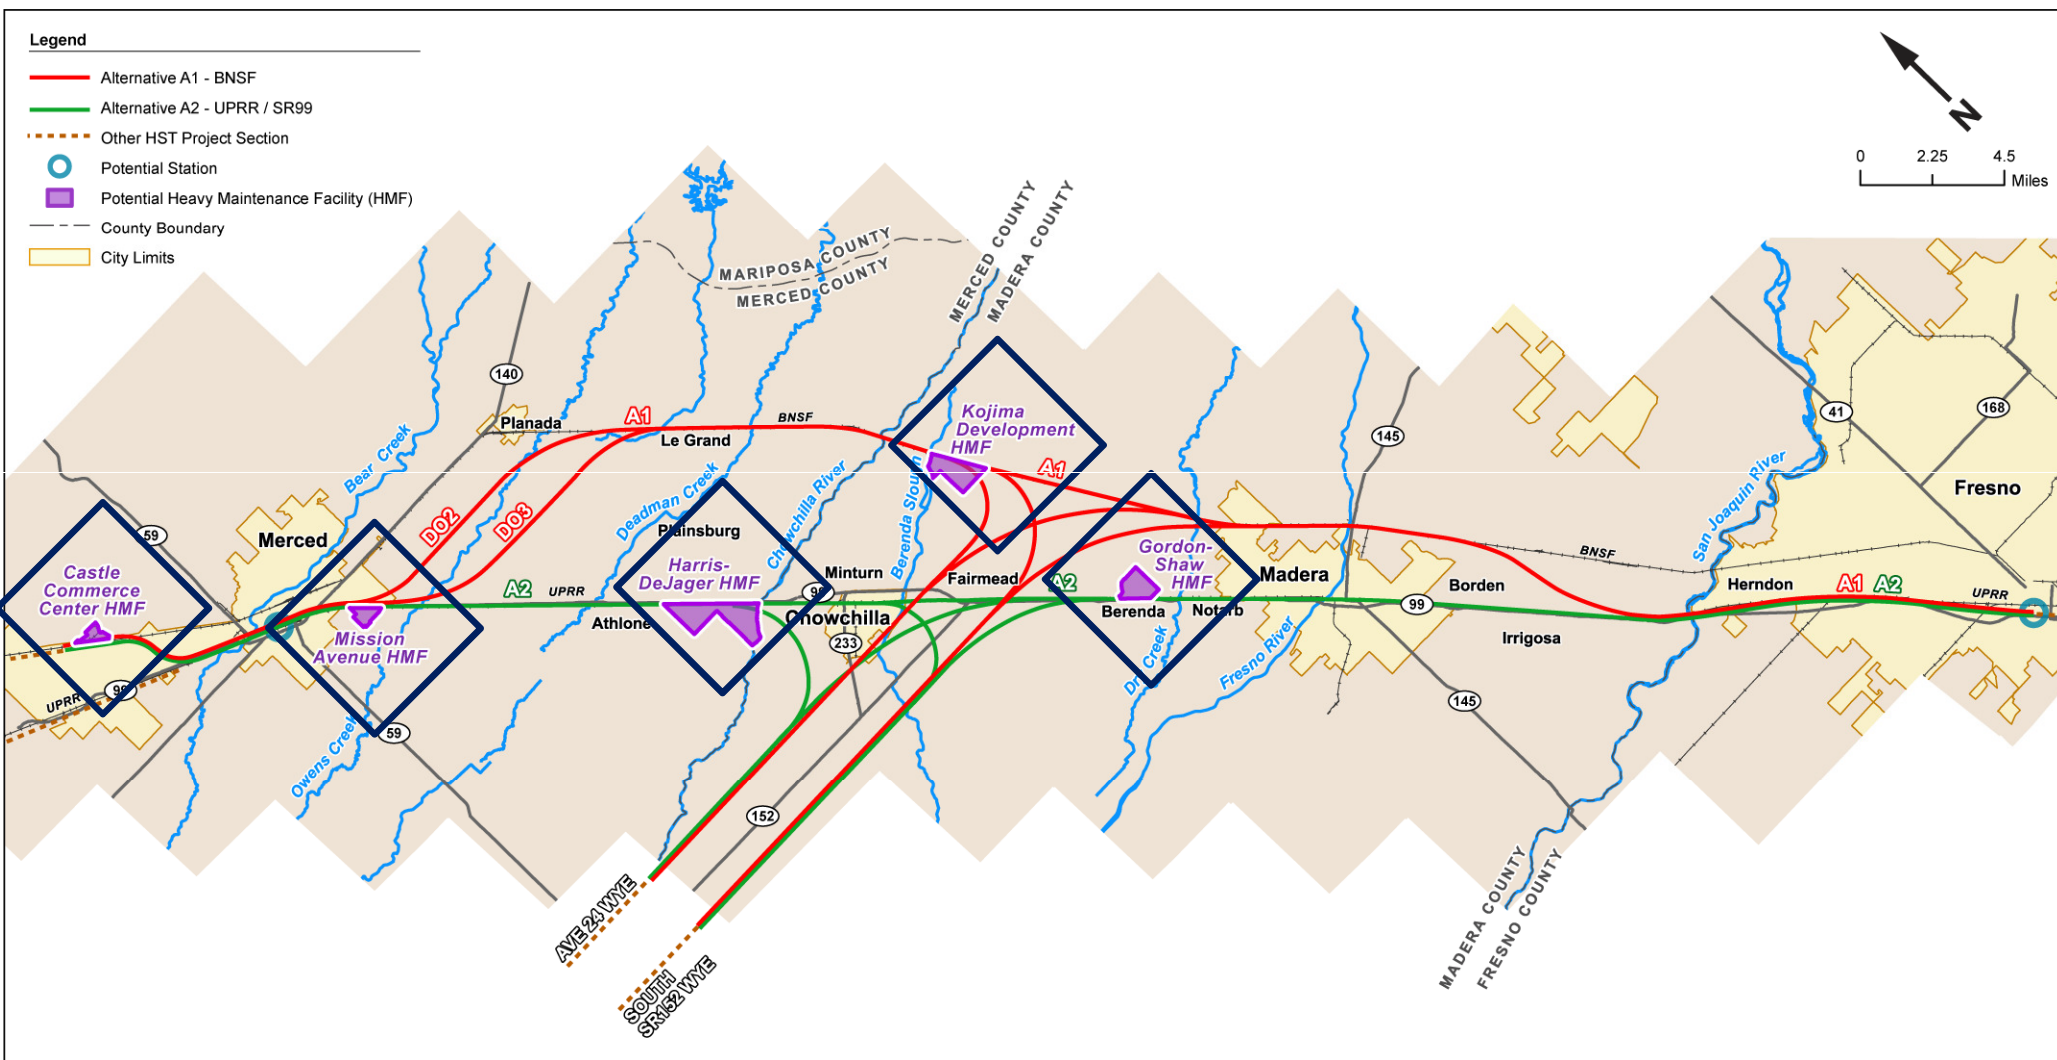 Legend
Alternative A1 - BNSF
Alternative A2 - UPRR / SR99
Other HST Project Section
Potential Station
Potential Heavy Maintenance Facility (HMF)
County Boundary
City Limits
N
0 2.25 4.5
Miles
MARIPOSA COUNTY
MERCED COUNTY
MERCED COUNTY
MADERA COUNTY
140
Planada
A1
Le Grand
BNSF
Kojima
Development
HMF
A1
145
41
168
Fresno
Bear Creek
DO2
DO3
Deadman Creek
Chowchilla River
Berenda Slough
San Joaquin River
59
Merced
Plainsburg
Castle
Commerce
Center HMF
Harris-
DeJager HMF
Minturn
Fairmead
A2
Gordon-
Shaw
HMF
Madera
BNSF
Borden
Herndon
A1 A2
UPRR
A2
UPRR
Athlone
Chowchilla
233
Berenda
Notarb
99
Irrigosa
Mission
Avenue HMF
UPRR
99
Owens Creek
59
Dry Creek
Fresno River
145
152
AVE 24 WYE
SOUTH
SR152 WYE
MADERA COUNTY
FRESNO COUNTY